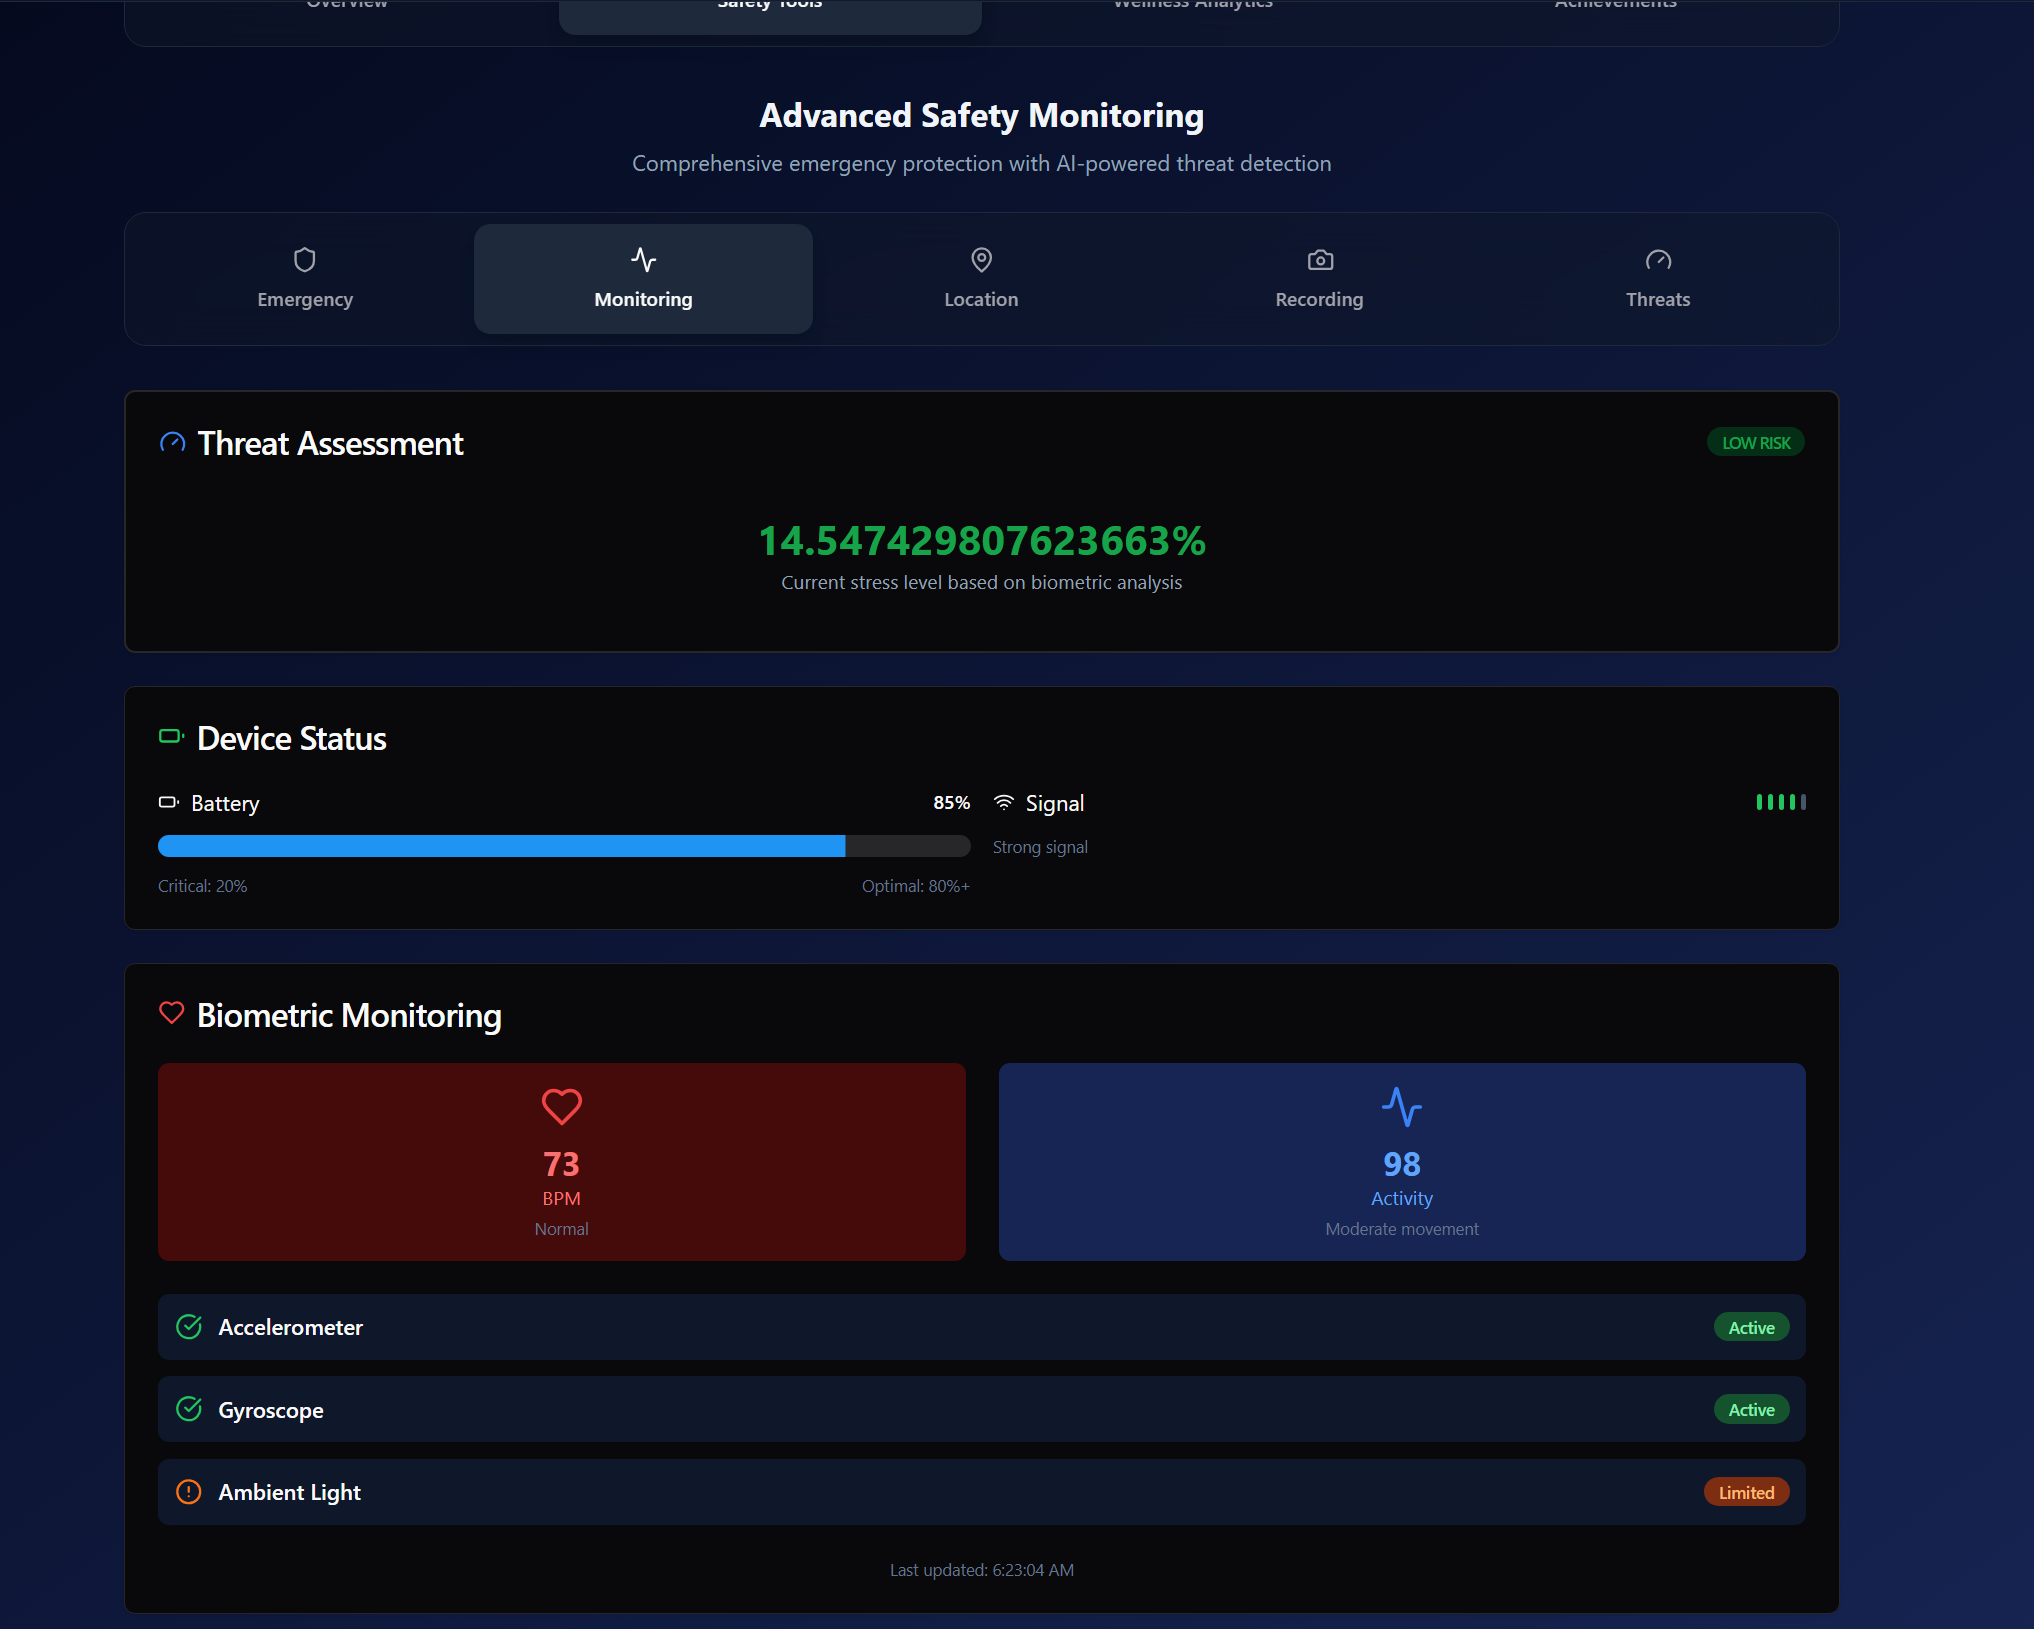 Overview Safety Tools Wellness Analytics Achievements
Advanced Safety Monitoring
Comprehensive emergency protection with AI-powered threat detection
Emergency Monitoring Location Recording Threats
Threat Assessment LOW RISK
14.547429807623663%
Current stress level based on biometric analysis
Device Status
Battery 85% Signal
Strong signal
Critical: 20% Optimal: 80%+
Biometric Monitoring
73
BPM
Normal
98
Activity
Moderate movement
Accelerometer Active
Gyroscope Active
Ambient Light Limited
Last updated: 6:23:04 AM